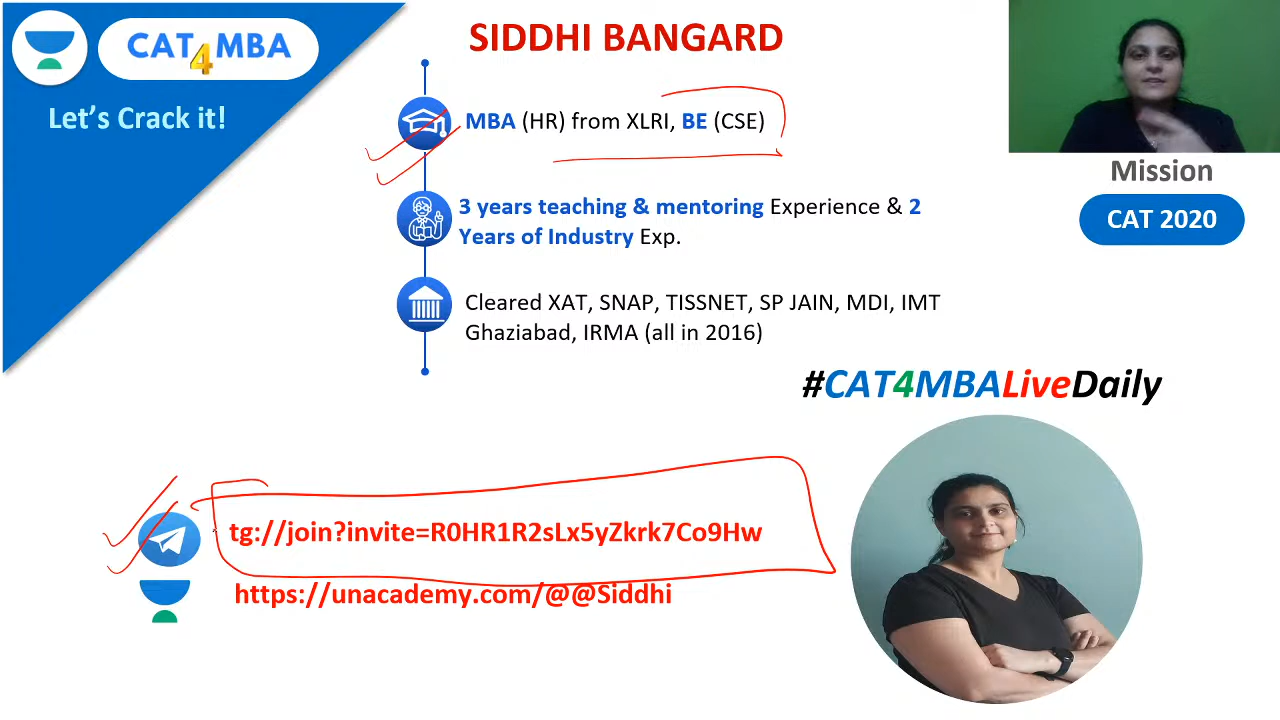 CAT4MBA
Let's Crack it!
SIDDHI BANGARD
MBA (HR) from XLRI, BE (CSE)
3 years teaching & mentoring Experience & 2
Years of Industry Exp.
Cleared XAT, SNAP, TISSNET, SP JAIN, MDI, IMT
Ghaziabad, IRMA (all in 2016)
Mission
CAT 2020
#CAT4MBALiveDaily
tg://join?invite=R0HR1R2sLx5yZkrk7Co9Hw
https://unacademy.com/@@Siddhi